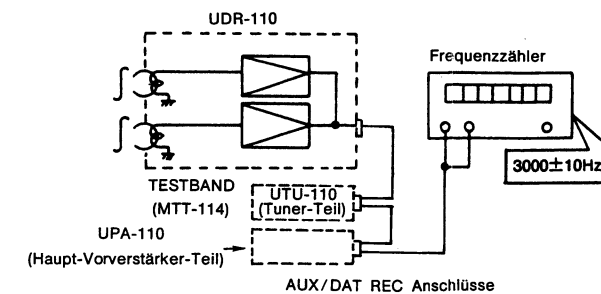 UDR-110
Frequenzzähler
3000±10Hz
TESTBAND
(MTT-114)
UTU-110
(Tuner-Teil)
UPA-110
(Haupt-Vorverstärker-Teil)
AUX/DAT REC Anschlüsse